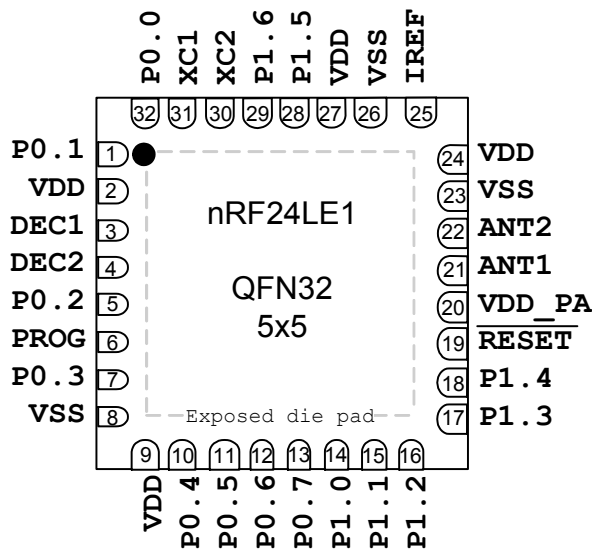 P0.0 XC1 XC2 P1.6 P1.5 VDD VSS IREF
32 31 30 29 28 27 26 25
P0.1 1 24 VDD
VDD 2 23 VSS
nRF24LE1
DEC1 3 22 ANT2
DEC2 4 21 ANT1
QFN32
P0.2 5 20 VDD_PA
5x5
PROG 6 19 RESET
P0.3 7 18 P1.4
VSS 8 17 P1.3
Exposed die pad
9 10 11 12 13 14 15 16
VDD P0.4 P0.5 P0.6 P0.7 P1.0 P1.1 P1.2